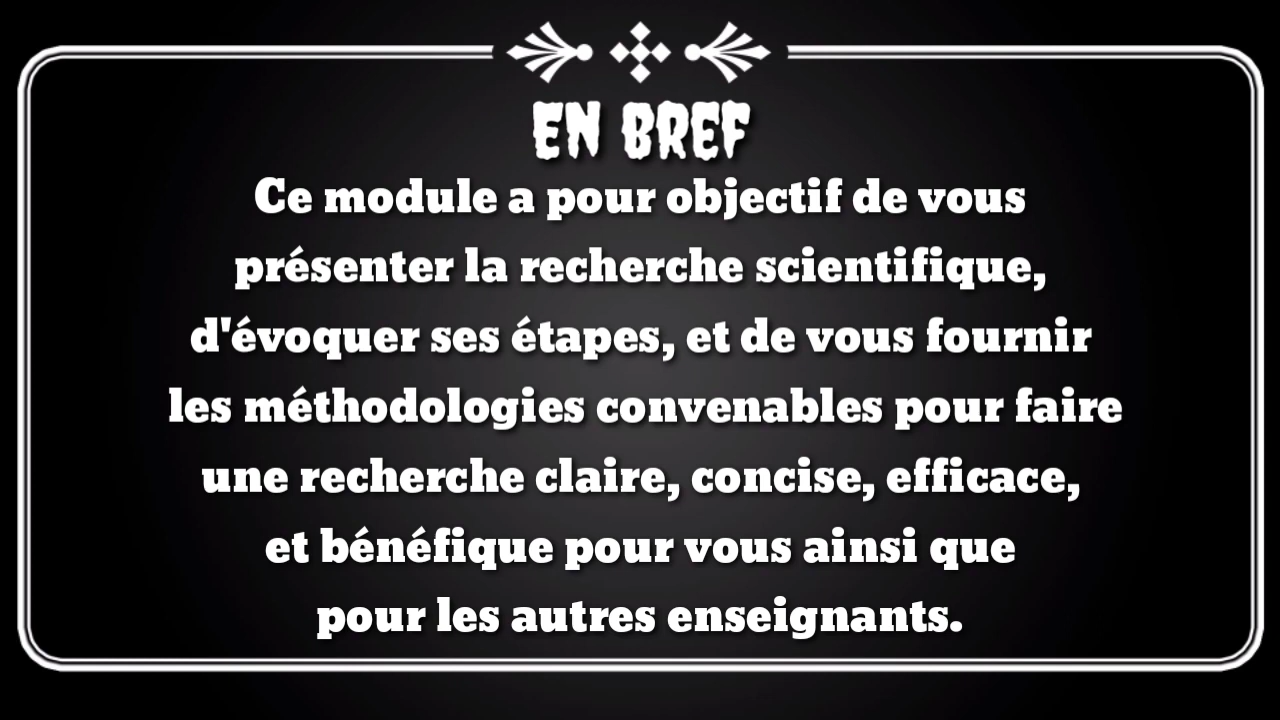 EN BREF
Ce module a pour objectif de vous
présenter la recherche scientifique,
d'évoquer ses étapes, et de vous fournir
les méthodologies convenables pour faire
une recherche claire, concise, efficace,
et bénéfique pour vous ainsi que
pour les autres enseignants.